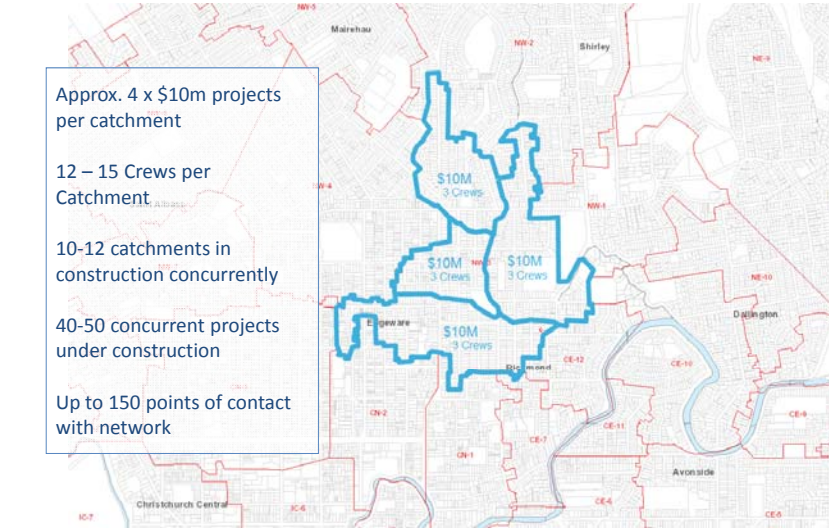 NW-5
Mairehau
NW-2
Shirley
NE-9
Approx. 4 x $10m projects
per catchment
12 – 15 Crews per
Catchment
10-12 catchments in
construction concurrently
40-50 concurrent projects
under construction
Up to 150 points of contact
with network
$10M
3 Crews
NW-1
$10M
3 Crews
$10M
3 Crews
NE-10
Edgeware
$10M
3 Crews
Dallington
Richmond
CE-12
CE-10
CN-2
CE-11
CE-9
CE-7
CN-1
Avonside
Christchurch Central
IC-7
IC-6
CE-6
CE-5